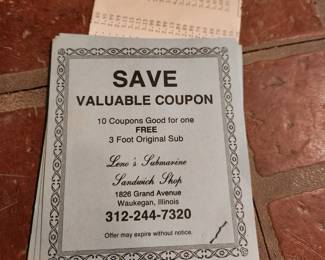 SAVE
VALUABLE COUPON
10 Coupons Good for one
FREE
3 Foot Original Sub
Leno's Submarine
Sandwich Shop
1826 Grand Avenue
Waukegan, Illinois
312-244-7320
Offer may expire without notice.